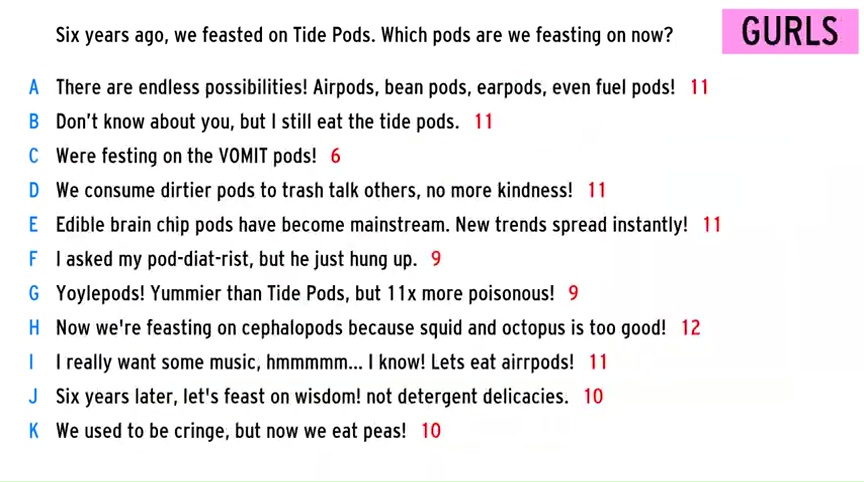 Six years ago, we feasted on Tide Pods. Which pods are we feasting on now?
GURLS
A There are endless possibilities! Airpods, bean pods, earpods, even fuel pods! 11
B Don't know about you, but I still eat the tide pods. 11
C Were festing on the VOMIT pods! 6
D We consume dirtier pods to trash talk others, no more kindness! 11
E Edible brain chip pods have become mainstream. New trends spread instantly! 11
F I asked my pod-diat-rist, but he just hung up. 9
G Yoylepods! Yummier than Tide Pods, but 11x more poisonous! 9
H Now we're feasting on cephalopods because squid and octopus is too good! 12
I I really want some music, hmmmmm... I know! Lets eat airrpods! 11
J Six years later, let's feast on wisdom! not detergent delicacies. 10
K We used to be cringe, but now we eat peas! 10